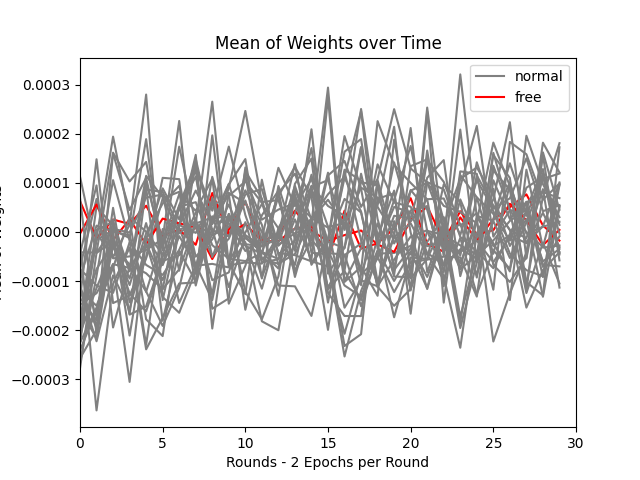 Mean of Weights over Time
normal
free
0.0003
0.0002
0.0001
0.0000
−0.0001
−0.0002
−0.0003
0 5 10 15 20 25 30
Rounds - 2 Epochs per Round